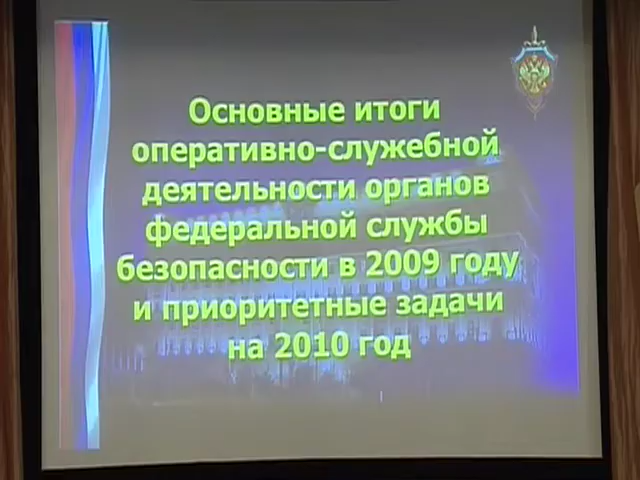 Основные итоги
оперативно-служебной
деятельности органов
федеральной службы
безопасности в 2009 году
и приоритетные задачи
на 2010 год